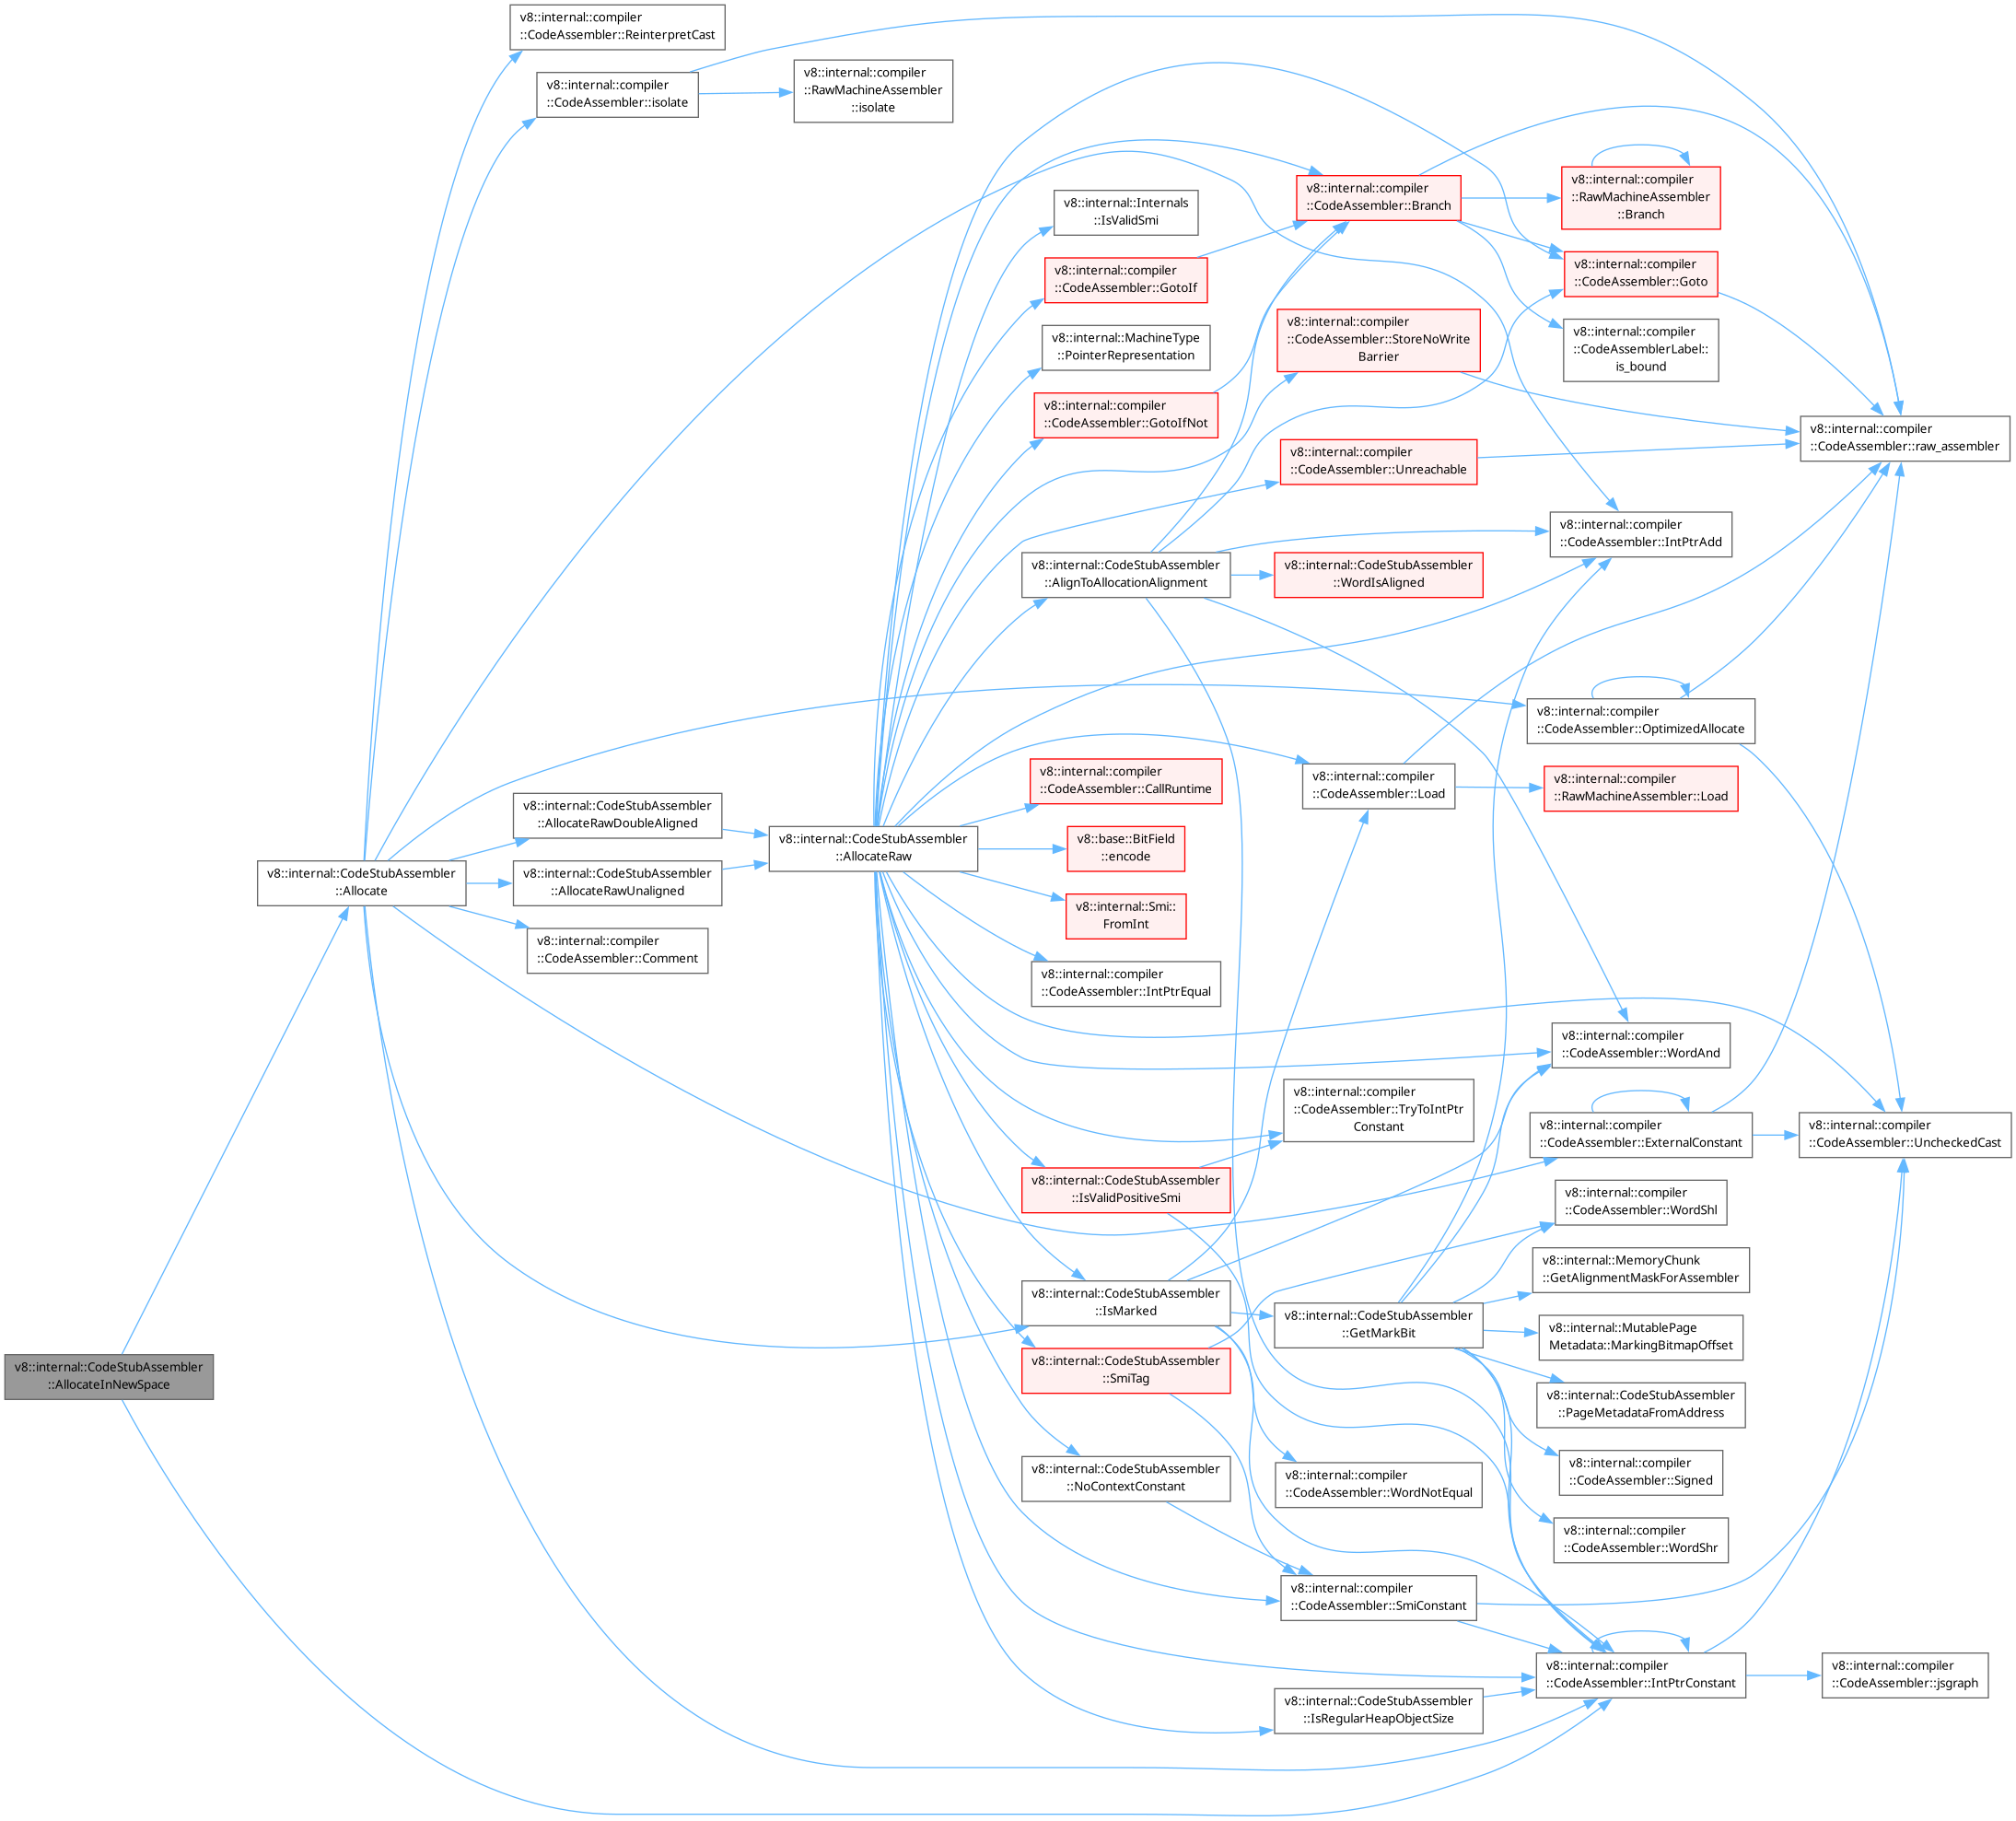 v8::internal::compiler
::CodeAssembler::ReinterpretCast
v8::internal::compiler
::CodeAssembler::isolate
v8::internal::compiler
::RawMachineAssembler
::isolate
v8::internal::compiler
::CodeAssembler::Branch
v8::internal::compiler
::RawMachineAssembler
::Branch
v8::internal::Internals
::IsValidSmi
v8::internal::compiler
::CodeAssembler::GotoIf
v8::internal::compiler
::CodeAssembler::Goto
v8::internal::MachineType
::PointerRepresentation
v8::internal::compiler
::CodeAssembler::StoreNoWrite
Barrier
v8::internal::compiler
::CodeAssemblerLabel::
is_bound
v8::internal::compiler
::CodeAssembler::GotoIfNot
v8::internal::compiler
::CodeAssembler::Unreachable
v8::internal::compiler
::CodeAssembler::raw_assembler
v8::internal::compiler
::CodeAssembler::IntPtrAdd
v8::internal::CodeStubAssembler
::AlignToAllocationAlignment
v8::internal::CodeStubAssembler
::WordIsAligned
v8::internal::compiler
::CodeAssembler::OptimizedAllocate
v8::internal::compiler
::CodeAssembler::CallRuntime
v8::internal::compiler
::CodeAssembler::Load
v8::internal::compiler
::RawMachineAssembler::Load
v8::internal::CodeStubAssembler
::AllocateRawDoubleAligned
v8::internal::CodeStubAssembler
::AllocateRaw
v8::base::BitField
::encode
v8::internal::CodeStubAssembler
::Allocate
v8::internal::CodeStubAssembler
::AllocateRawUnaligned
v8::internal::Smi::
FromInt
v8::internal::compiler
::CodeAssembler::Comment
v8::internal::compiler
::CodeAssembler::IntPtrEqual
v8::internal::compiler
::CodeAssembler::WordAnd
v8::internal::compiler
::CodeAssembler::TryToIntPtr
Constant
v8::internal::compiler
::CodeAssembler::ExternalConstant
v8::internal::compiler
::CodeAssembler::UncheckedCast
v8::internal::CodeStubAssembler
::IsValidPositiveSmi
v8::internal::compiler
::CodeAssembler::WordShl
v8::internal::MemoryChunk
::GetAlignmentMaskForAssembler
v8::internal::CodeStubAssembler
::IsMarked
v8::internal::CodeStubAssembler
::GetMarkBit
v8::internal::MutablePage
Metadata::MarkingBitmapOffset
v8::internal::CodeStubAssembler
::AllocateInNewSpace
v8::internal::CodeStubAssembler
::SmiTag
v8::internal::CodeStubAssembler
::PageMetadataFromAddress
v8::internal::compiler
::CodeAssembler::Signed
v8::internal::CodeStubAssembler
::NoContextConstant
v8::internal::compiler
::CodeAssembler::WordNotEqual
v8::internal::compiler
::CodeAssembler::WordShr
v8::internal::compiler
::CodeAssembler::SmiConstant
v8::internal::compiler
::CodeAssembler::IntPtrConstant
v8::internal::compiler
::CodeAssembler::jsgraph
v8::internal::CodeStubAssembler
::IsRegularHeapObjectSize